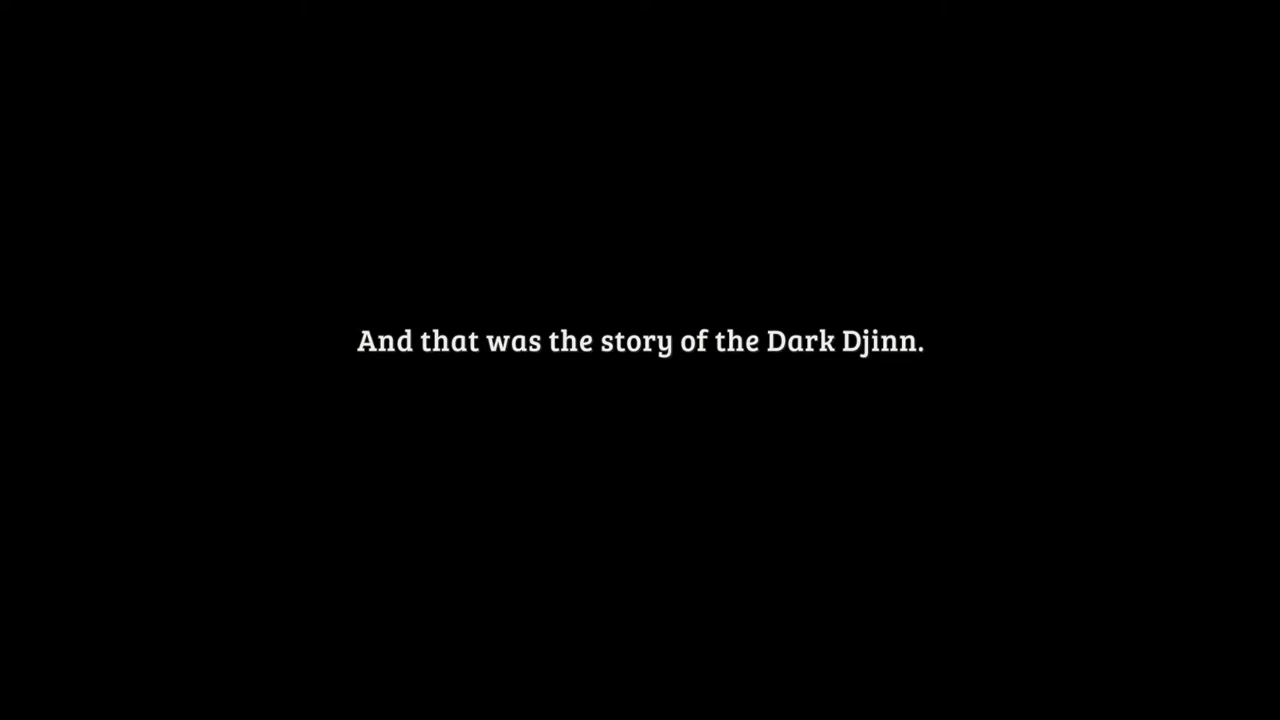 And that was the story of the Dark Djinn.